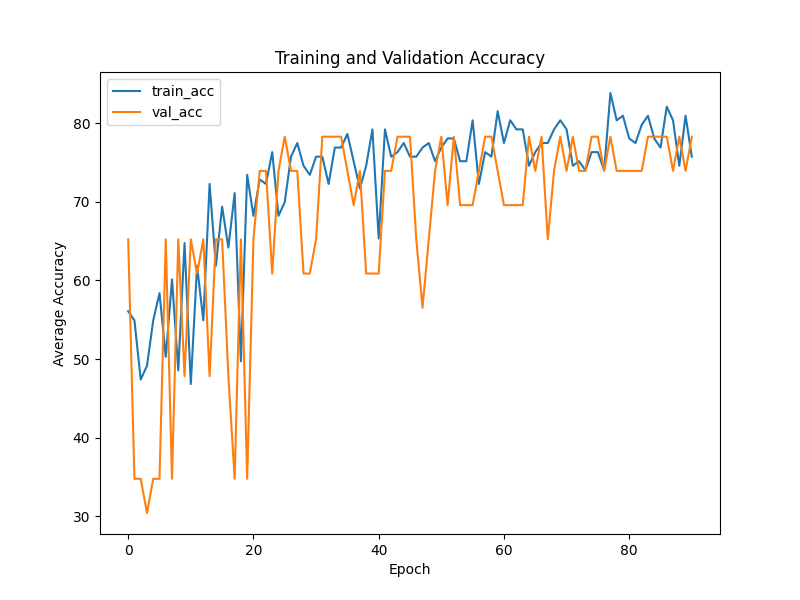 Training and Validation Accuracy
train_acc
val_acc
80
70
60
50
40
30
Average Accuracy
0 20 40 60 80
Epoch